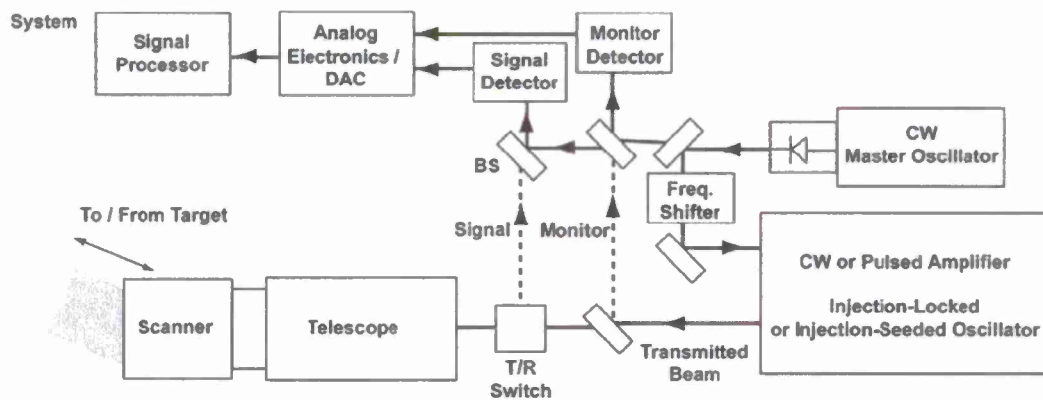 System
Signal
Processor
Analog
Electronics /
DAC
Signal
Detector
Monitor
Detector
CW
Master Oscillator
BS
Freq.
Shifter
To / From Target
Signal
Monitor
CW or Pulsed Amplifier
Injection-Locked
or Injection-Seeded Oscillator
Scanner
Telescope
T/R
Switch
Transmitted
Beam